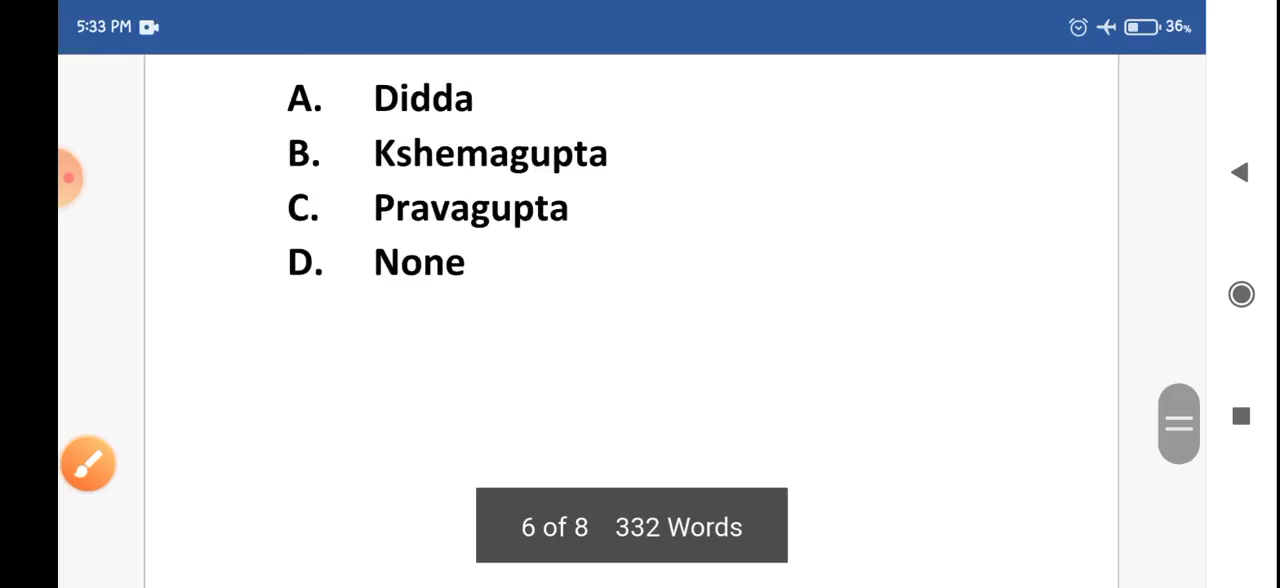 5:33 PM 36%
A. Didda
B. Kshemagupta
C. Pravagupta
D. None
6 of 8 332 Words